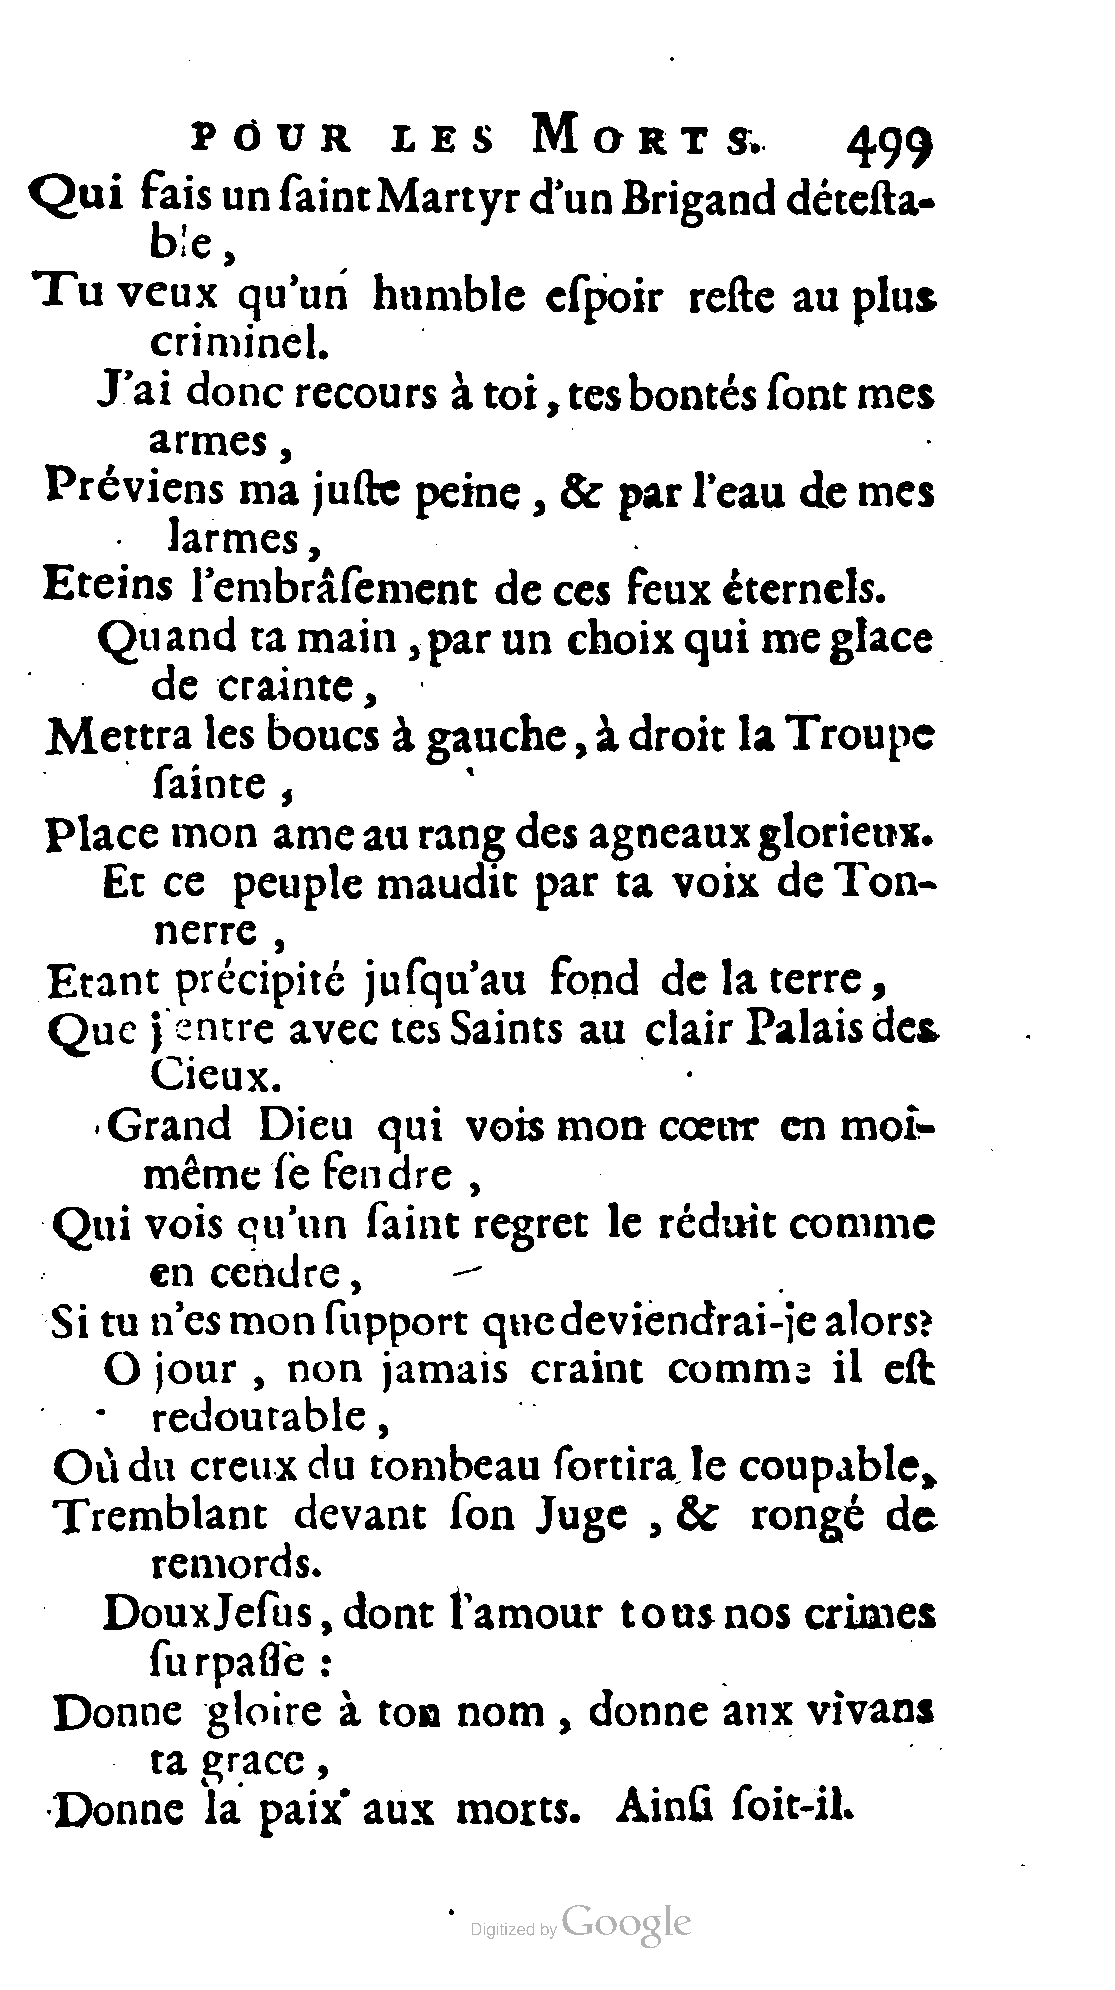 POUR LES MORTS. 499
Qui fais un ſaint Martyr d'un Brigand déteſta-
ble,
Tu veux qu'un humble eſpoir reſte au plus
criminel.
J'ai donc recours à toi, tes bontés ſont mes
armes,
Préviens ma juſte peine, & par l'eau de mes
larmes,
Eteins l'embrâſement de ces feux éternels.
Quand ta main, par un choix qui me glace
de crainte,
Mettra les boucs à gauche, à droit la Troupe
ſainte,
Place mon ame au rang des agneaux glorieux.
Et ce peuple maudit par ta voix de Ton-
nerre,
Etant précipité juſqu'au fond de la terre,
Que j'entre avec tes Saints au clair Palais des
Cieux.
Grand Dieu qui vois mon cœur en moi-
même ſe fendre,
Qui vois qu'un ſaint regret le réduit comme
en cendre,
Si tu n'es mon ſupport que deviendrai-je alors?
O jour, non jamais craint comme il eſt
redoutable,
Où du creux du tombeau ſortira le coupable,
Tremblant devant ſon Juge, & rongé de
remords.
Doux Jeſus, dont l'amour tous nos crimes
ſurpaſſe :
Donne gloire à ton nom, donne aux vivans
ta grace,
Donne la paix aux morts. Ainſi ſoit-il.
Digitized by Google